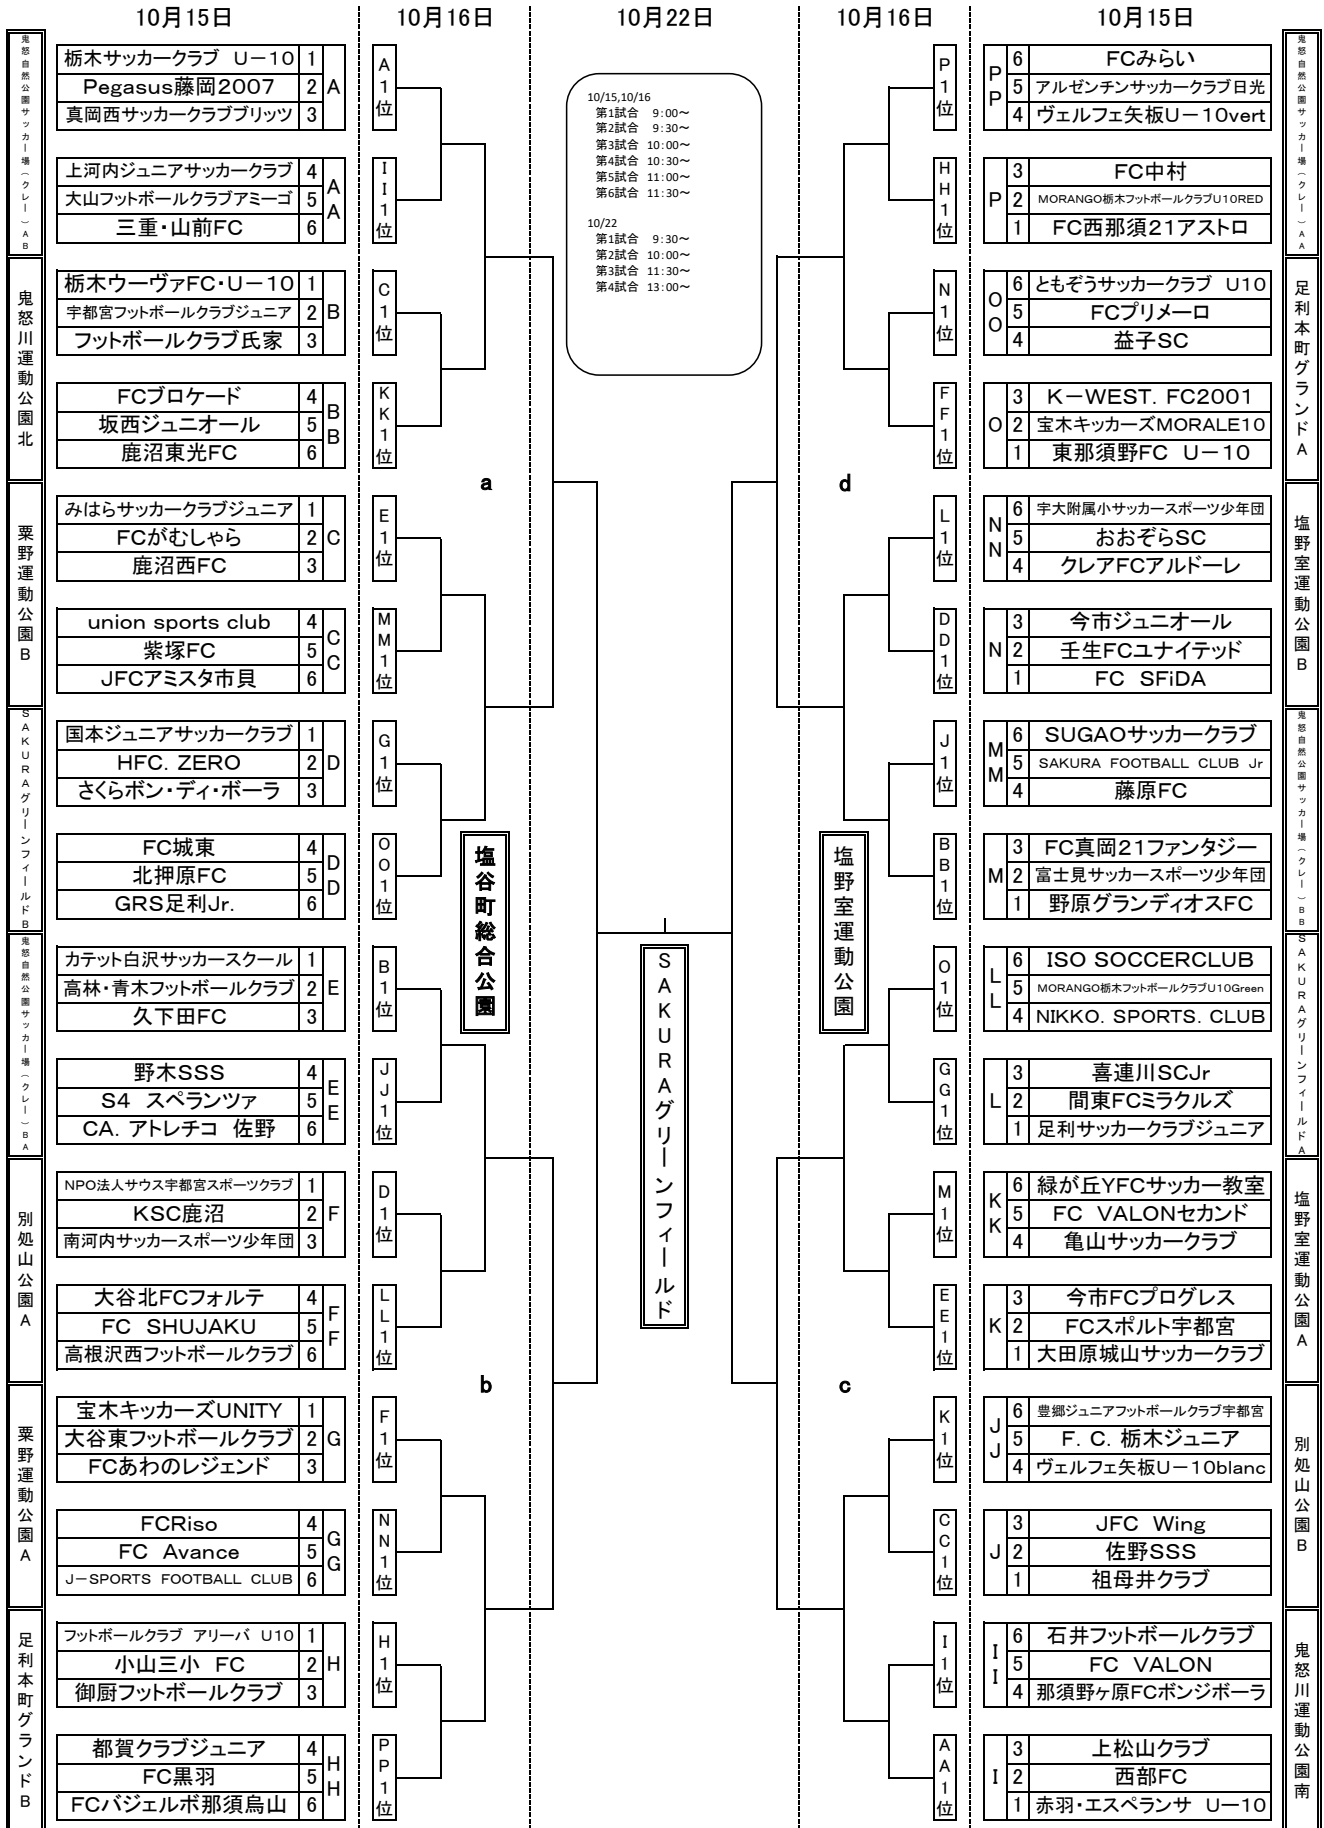 10月15日
10月16日
10月22日
10月16日
10月15日
鬼怒自然公園サッカー場(クレー)AB
栃木サッカークラブ U－10 1
Pegasus藤岡2007 2 A
真岡西サッカークラブブリッツ 3
上河内ジュニアサッカークラブ 4
大山フットボールクラブアミーゴ 5 AA
三重・山前FC 6
鬼怒川運動公園北
栃木ウーヴァFC・U－10 1
宇都宮フットボールクラブジュニア 2 B
フットボールクラブ氏家 3
FCブロケード 4
坂西ジュニオール 5 BB
鹿沼東光FC 6
粟野運動公園B
みはらサッカークラブジュニア 1
FCがむしゃら 2 C
鹿沼西FC 3
union sports club 4
紫塚FC 5 CC
JFCアミスタ市貝 6
SAKURAグリーンフィールドB
国本ジュニアサッカークラブ 1
HFC．ZERO 2 D
さくらボン・ディ・ボーラ 3
FC城東 4
北押原FC 5 DD
GRS足利Jr. 6
鬼怒自然公園サッカー場(クレー)BA
カテット白沢サッカースクール 1
高林・青木フットボールクラブ 2 E
久下田FC 3
野木SSS 4
S4 スペランツァ 5 EE
CA．アトレチコ 佐野 6
別処山公園A
NPO法人サウス宇都宮スポーツクラブ 1
KSC鹿沼 2 F
南河内サッカースポーツ少年団 3
大谷北FCフォルテ 4
FC SHUJAKU 5 FF
高根沢西フットボールクラブ 6
粟野運動公園A
宝木キッカーズUNITY 1
大谷東フットボールクラブ 2 G
FCあわのレジェンド 3
FCRiso 4
FC Avance 5 GG
J－SPORTS FOOTBALL CLUB 6
足利本町グランドB
フットボールクラブ アリーバ U10 1
小山三小 FC 2 H
御厨フットボールクラブ 3
都賀クラブジュニア 4
FC黒羽 5 HH
FCバジェルボ那須烏山 6
A1位
II1位
C1位
KK1位
E1位
MM1位
G1位
OO1位
B1位
JJ1位
D1位
LL1位
F1位
NN1位
H1位
PP1位
a
塩谷町総合公園
b
10/15,10/16
第1試合 9:00～
第2試合 9:30～
第3試合 10:00～
第4試合 10:30～
第5試合 11:00～
第6試合 11:30～
10/22
第1試合 9:30～
第2試合 10:00～
第3試合 11:30～
第4試合 13:00～
SAKURAグリーンフィールド
d
塩野室運動公園
c
P1位
HH1位
N1位
FF1位
L1位
DD1位
J1位
BB1位
O1位
GG1位
M1位
EE1位
K1位
CC1位
I1位
AA1位
鬼怒自然公園サッカー場(クレー)AA
6 FCみらい
PP 5 アルゼンチンサッカークラブ日光
4 ヴェルフェ矢板U－10vert
3 FC中村
P 2 MORANGO栃木フットボールクラブU10RED
1 FC西那須21アストロ
足利本町グランドA
6 ともぞうサッカークラブ U10
OO 5 FCプリメーロ
4 益子SC
3 K－WEST．FC2001
O 2 宝木キッカーズMORALE10
1 東那須野FC U－10
塩野室運動公園B
6 宇大附属小サッカースポーツ少年団
NN 5 おおぞらSC
4 クレアFCアルドーレ
3 今市ジュニオール
N 2 壬生FCユナイテッド
1 FC SFiDA
鬼怒自然公園サッカー場(クレー)BB
6 SUGAOサッカークラブ
MM 5 SAKURA FOOTBALL CLUB Jr
4 藤原FC
3 FC真岡21ファンタジー
M 2 富士見サッカースポーツ少年団
1 野原グランディオスFC
SAKURAグリーンフィールドA
6 ISO SOCCERCLUB
LL 5 MORANGO栃木フットボールクラブU10Green
4 NIKKO．SPORTS．CLUB
3 喜連川SCJr
L 2 間東FCミラクルズ
1 足利サッカークラブジュニア
塩野室運動公園A
6 緑が丘YFCサッカー教室
KK 5 FC VALONセカンド
4 亀山サッカークラブ
3 今市FCプログレス
K 2 FCスポルト宇都宮
1 大田原城山サッカークラブ
別処山公園B
6 豊郷ジュニアフットボールクラブ宇都宮
JJ 5 F．C．栃木ジュニア
4 ヴェルフェ矢板U－10blanc
3 JFC Wing
J 2 佐野SSS
1 祖母井クラブ
鬼怒川運動公園南
6 石井フットボールクラブ
II 5 FC VALON
4 那須野ヶ原FCボンジボーラ
3 上松山クラブ
I 2 西部FC
1 赤羽・エスペランサ U－10